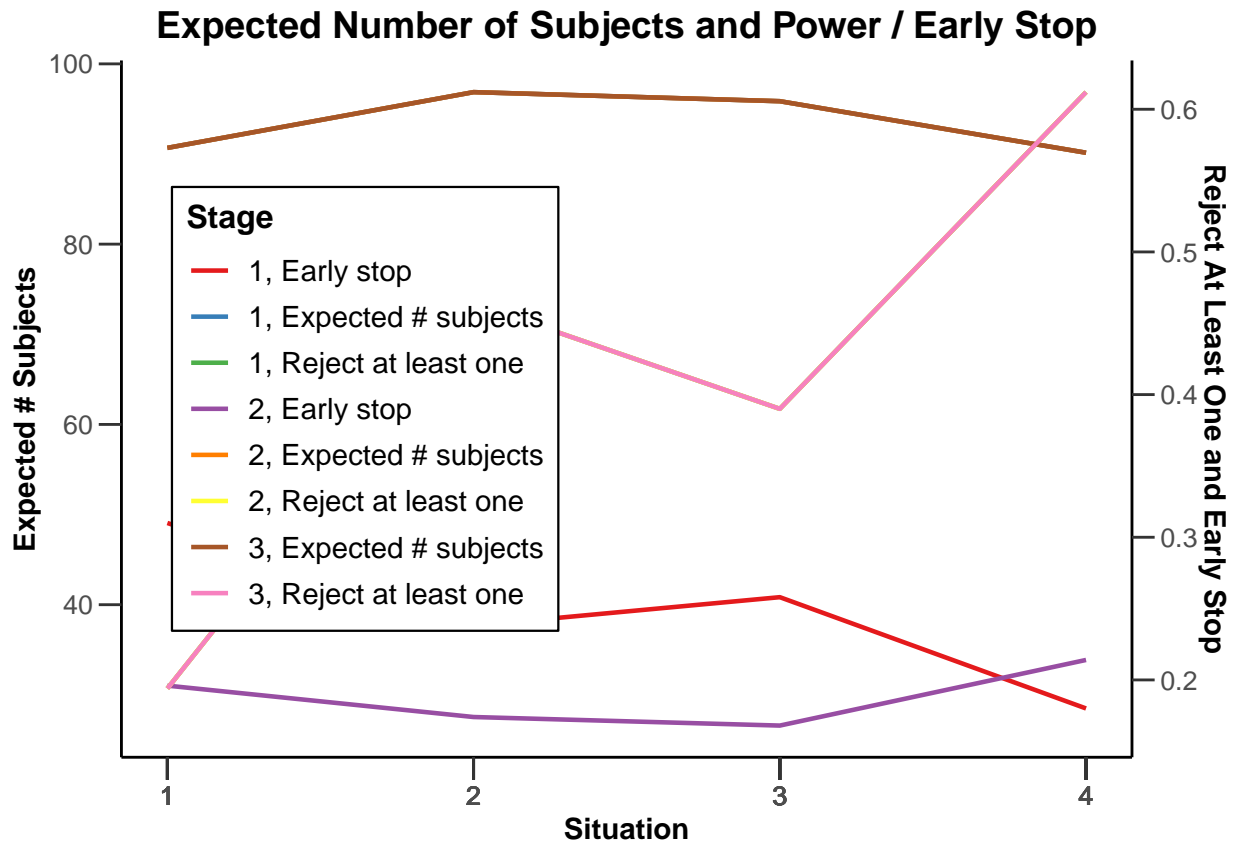 Expected Number of Subjects and Power / Early Stop
Expected # Subjects
100
80
60
40
Stage
1, Early stop
1, Expected # subjects
1, Reject at least one
2, Early stop
2, Expected # subjects
2, Reject at least one
3, Expected # subjects
3, Reject at least one
0.6
0.5
0.4
0.3
0.2
Reject At Least One and Early Stop
1
2
3
4
Situation